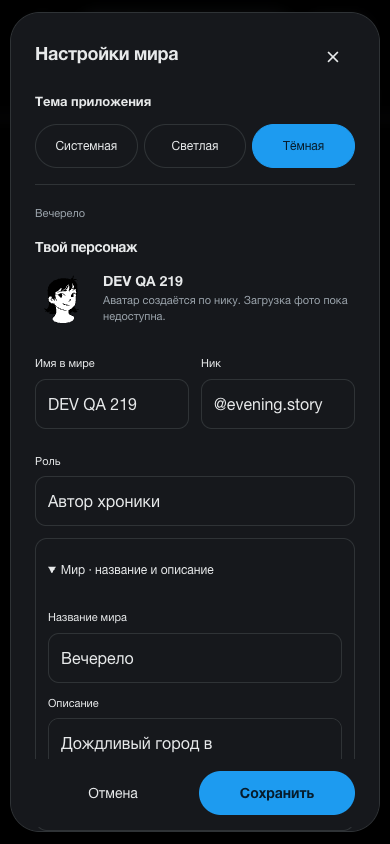 Настройки мира
Тема приложения
Системная
Светлая
Тёмная
Вечерело
Твой персонаж
DEV QA 219
Аватар создаётся по нику. Загрузка фото пока
недоступна.
Имя в мире
Ник
DEV QA 219
@evening.story
Роль
Автор хроники
▼ Мир · название и описание
Название мира
Вечерело
Описание
Дождливый город в
Отмена
Сохранить